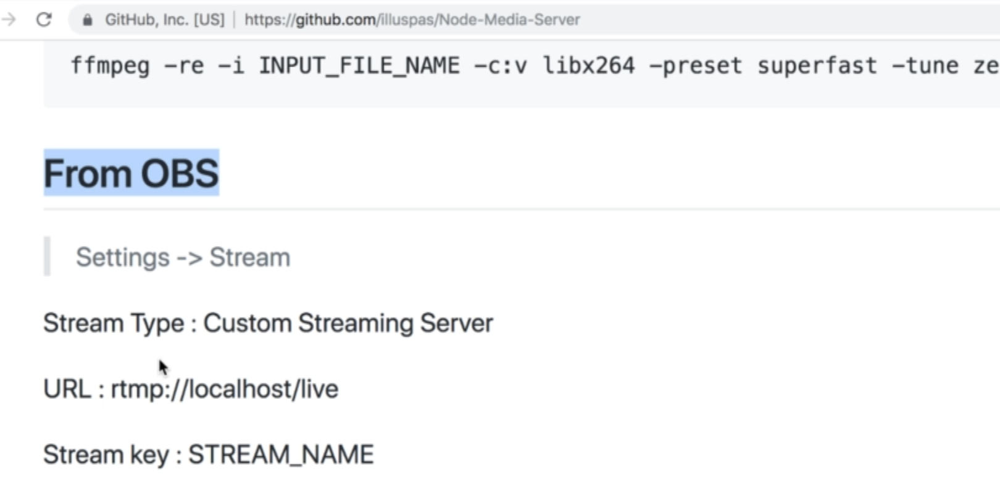 GitHub, Inc. [US] | https://github.com/illuspas/Node-Media-Server
ffmpeg -re -i INPUT_FILE_NAME -c:v libx264 -preset superfast -tune ze
From OBS
Settings -> Stream
Stream Type : Custom Streaming Server
URL : rtmp://localhost/live
Stream key : STREAM_NAME